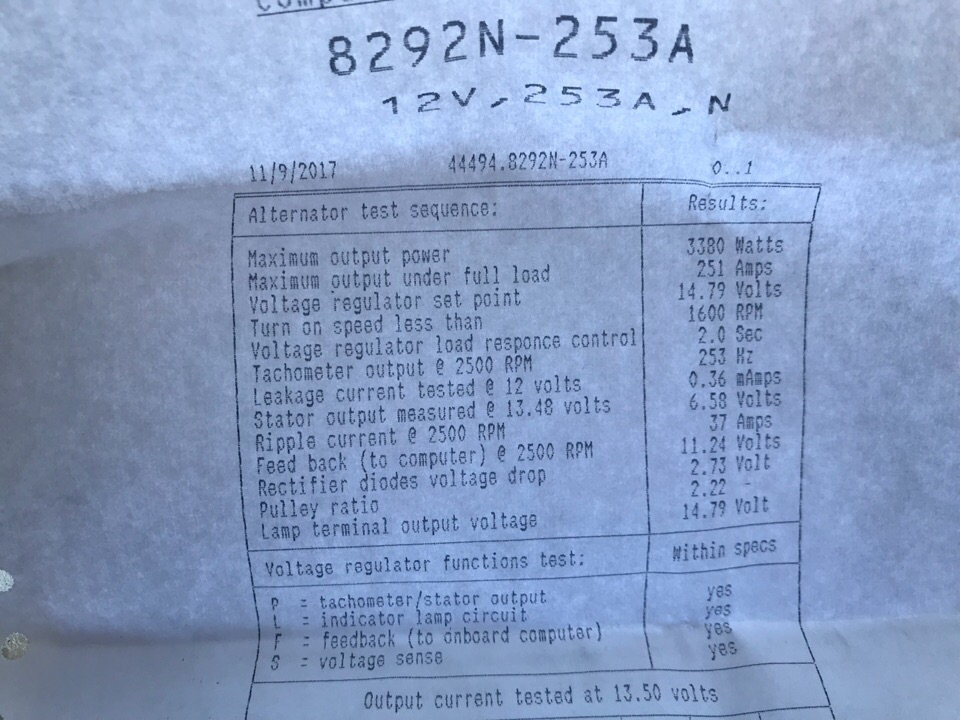 8292N-253A
12V, 253A, N
11/9/2017 44494.8292N-253A 0..1
Alternator test sequence: Results:
Maximum output power 3380 Watts
Maximum output under full load 251 Amps
Voltage regulator set point 14.79 Volts
Turn on speed less than 1600 RPM
Voltage regulator load responce control 2.0 Sec
Tachometer output @ 2500 RPM 253 Hz
Leakage current tested @ 12 volts 0.36 mAmps
Stator output measured @ 13.48 volts 6.58 Volts
Ripple current @ 2500 RPM 37 Amps
Feed back (to computer) @ 2500 RPM 11.24 Volts
Rectifier diodes voltage drop 2.73 Volt
Pulley ratio 2.22 -
Lamp terminal output voltage 14.79 Volt
Voltage regulator functions test: Within specs
P = tachometer/stator output yes
L = indicator lamp circuit yes
F = feedback (to onboard computer) yes
S = voltage sense yes
Output current tested at 13.50 volts